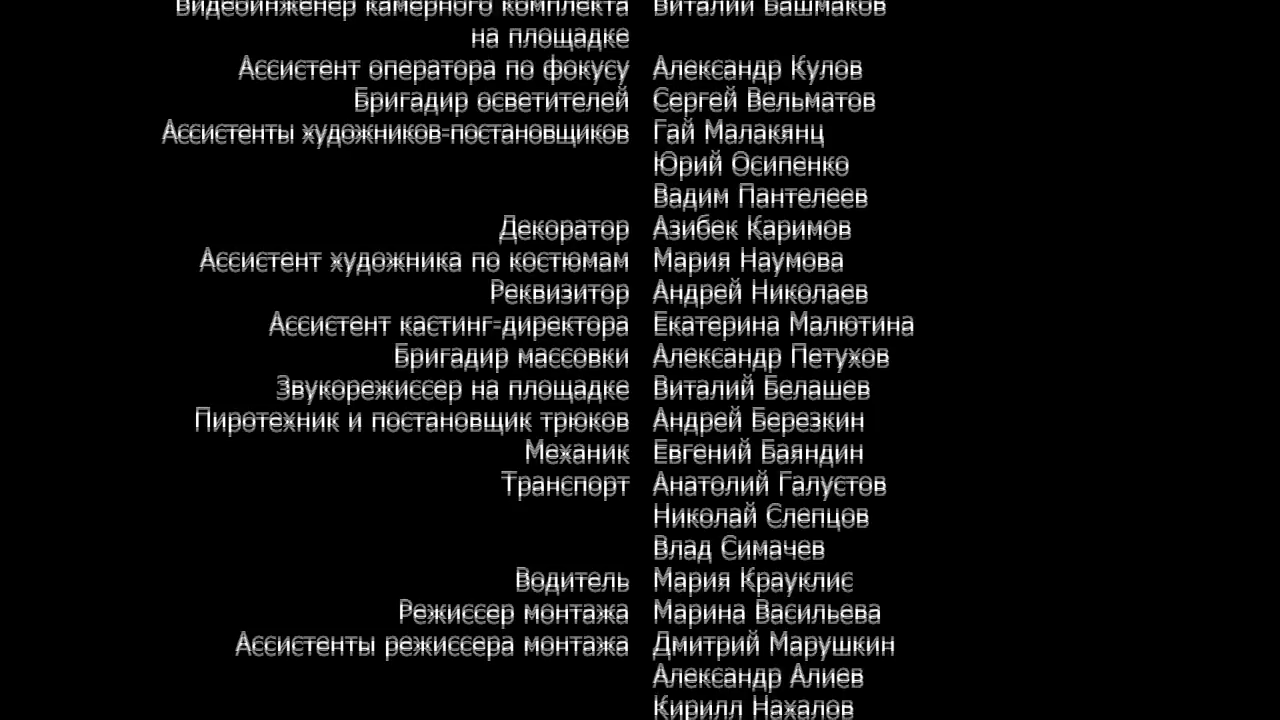 Видеоинженер камерного комплекта Виталий Башмаков
на площадке
Ассистент оператора по фокусу Александр Кулов
Бригадир осветителей Сергей Вельматов
Ассистенты художников-постановщиков Гай Малакянц
Юрий Осипенко
Вадим Пантелеев
Декоратор Азибек Каримов
Ассистент художника по костюмам Мария Наумова
Реквизитор Андрей Николаев
Ассистент кастинг-директора Екатерина Малютина
Бригадир массовки Александр Петухов
Звукорежиссер на площадке Виталий Белашев
Пиротехник и постановщик трюков Андрей Березкин
Механик Евгений Баяндин
Транспорт Анатолий Галустов
Николай Слепцов
Влад Симачев
Водитель Мария Крауклис
Режиссер монтажа Марина Васильева
Ассистенты режиссера монтажа Дмитрий Марушкин
Александр Алиев
Кирилл Нахалов